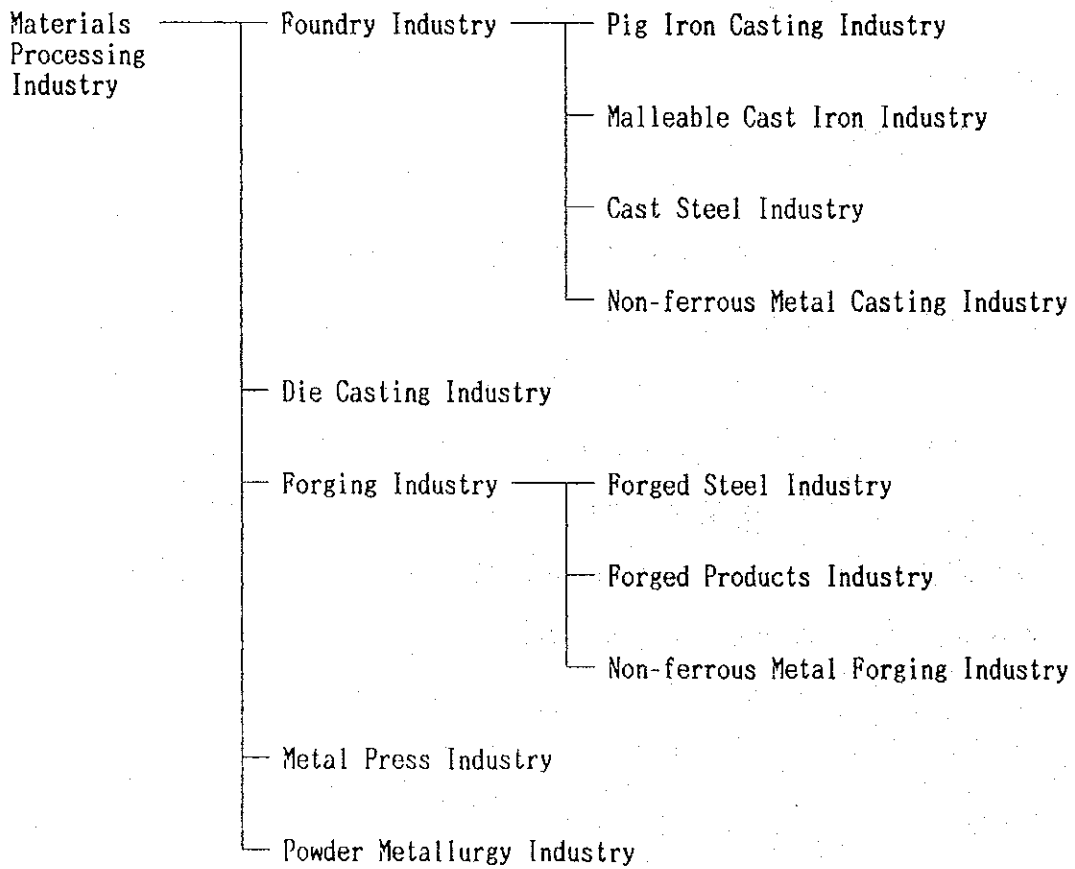 Materials
Processing
Industry
Foundry Industry
Pig Iron Casting Industry
Malleable Cast Iron Industry
Cast Steel Industry
Non-ferrous Metal Casting Industry
Die Casting Industry
Forging Industry
Forged Steel Industry
Forged Products Industry
Non-ferrous Metal Forging Industry
Metal Press Industry
Powder Metallurgy Industry